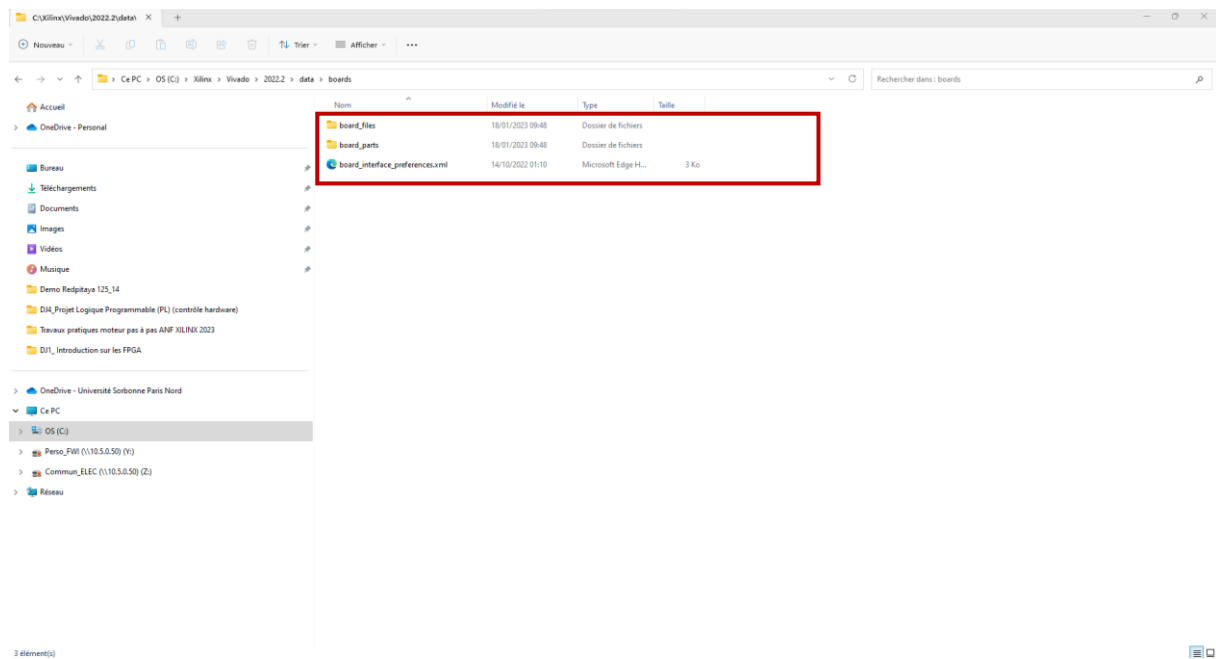 C:\Xilinx\Vivado\2022.2\data\
Nouveau
Trier
Afficher
Ce PC > OS (C:) > Xilinx > Vivado > 2022.2 > data > boards
Rechercher dans : boards
Accueil
OneDrive - Personal
Bureau
Téléchargements
Documents
Images
Vidéos
Musique
Demo Redpitaya 125_14
DJ4_Projet Logique Programmable (PL) (contrôle hardware)
Travaux pratiques moteur pas à pas ANF XILINX 2023
DJ1_ Introduction sur les FPGA
OneDrive - Université Sorbonne Paris Nord
Ce PC
OS (C:)
Perso_FWI (\\10.5.0.50) (Y:)
Commun_ELEC (\\10.5.0.50) (Z:)
Réseau
Nom Modifié le Type Taille
board_files 18/01/2023 09:48 Dossier de fichiers
board_parts 18/01/2023 09:48 Dossier de fichiers
board_interface_preferences.xml 14/10/2022 01:10 Microsoft Edge H... 3 Ko
3 élément(s)